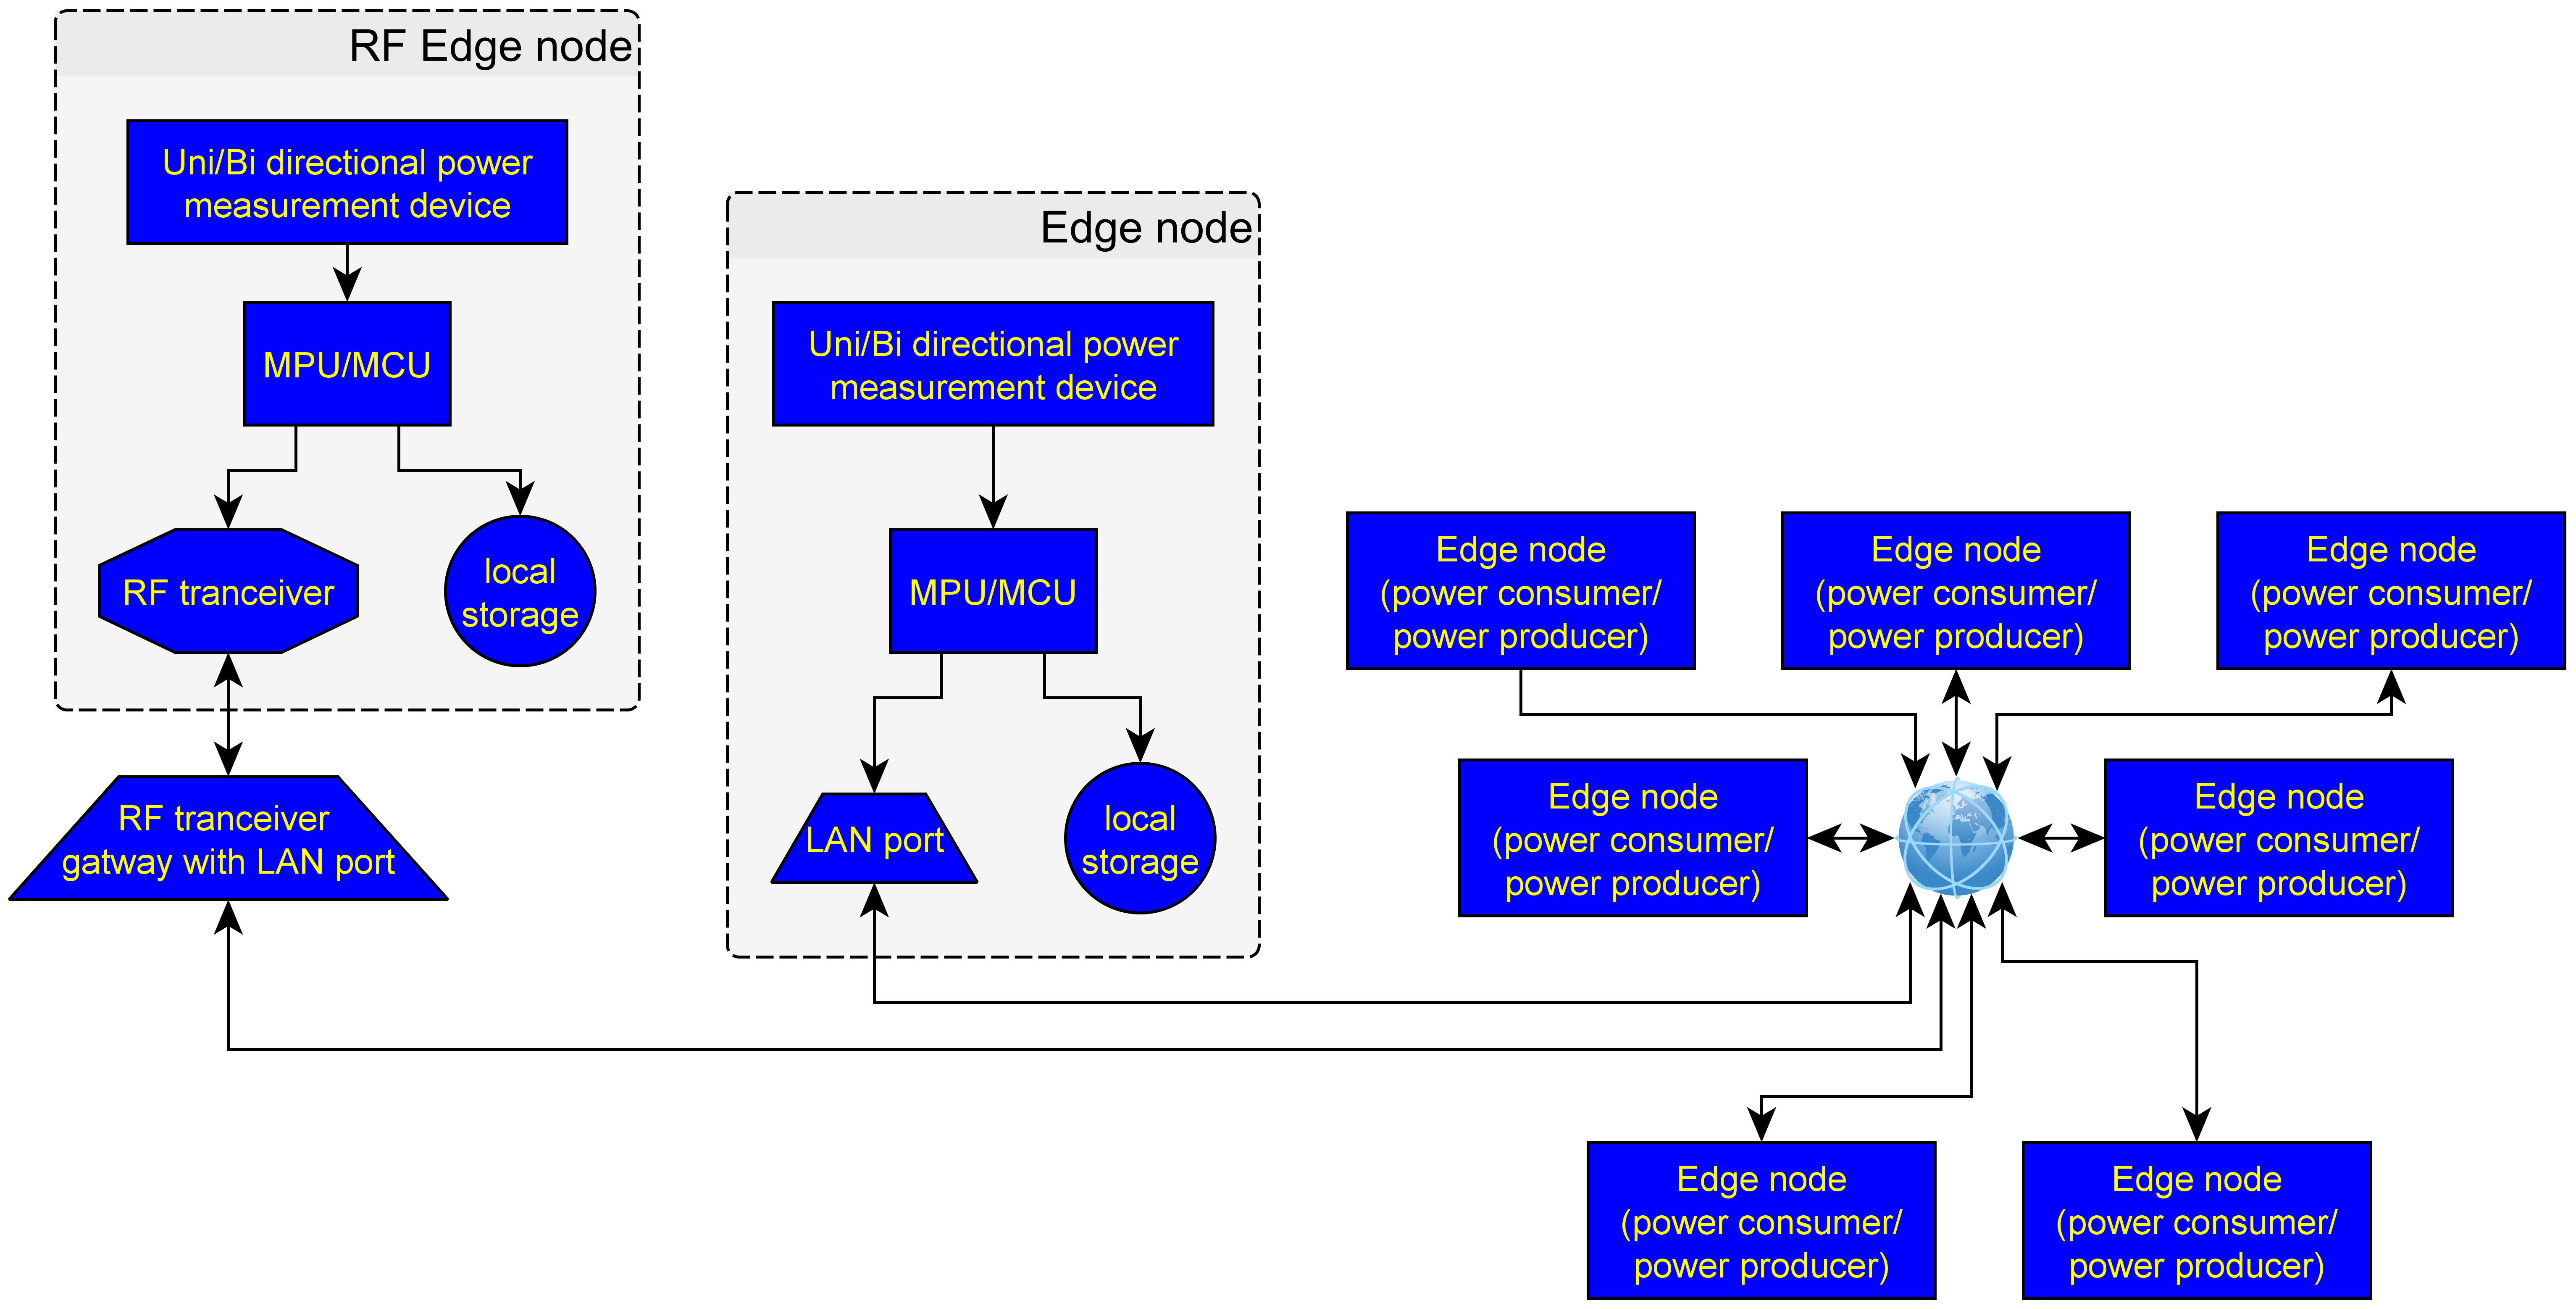 RF Edge node
Uni/Bi directional power
measurement device
MPU/MCU
RF tranceiver
local
storage
RF tranceiver
gatway with LAN port
Edge node
Uni/Bi directional power
measurement device
MPU/MCU
LAN port
local
storage
Edge node
(power consumer/
power producer)
Edge node
(power consumer/
power producer)
Edge node
(power consumer/
power producer)
Edge node
(power consumer/
power producer)
Edge node
(power consumer/
power producer)
Edge node
(power consumer/
power producer)
Edge node
(power consumer/
power producer)